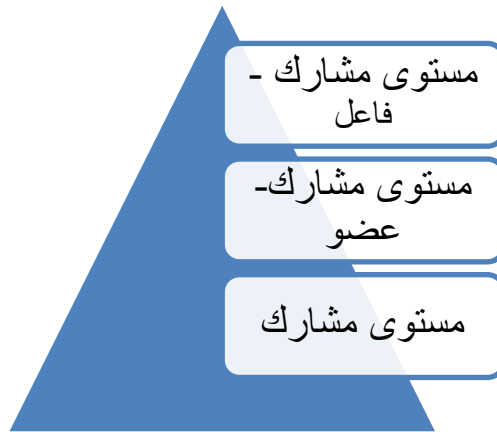 مستوى مشارك -
فاعل
مستوى مشارك-
عضو
مستوى مشارك